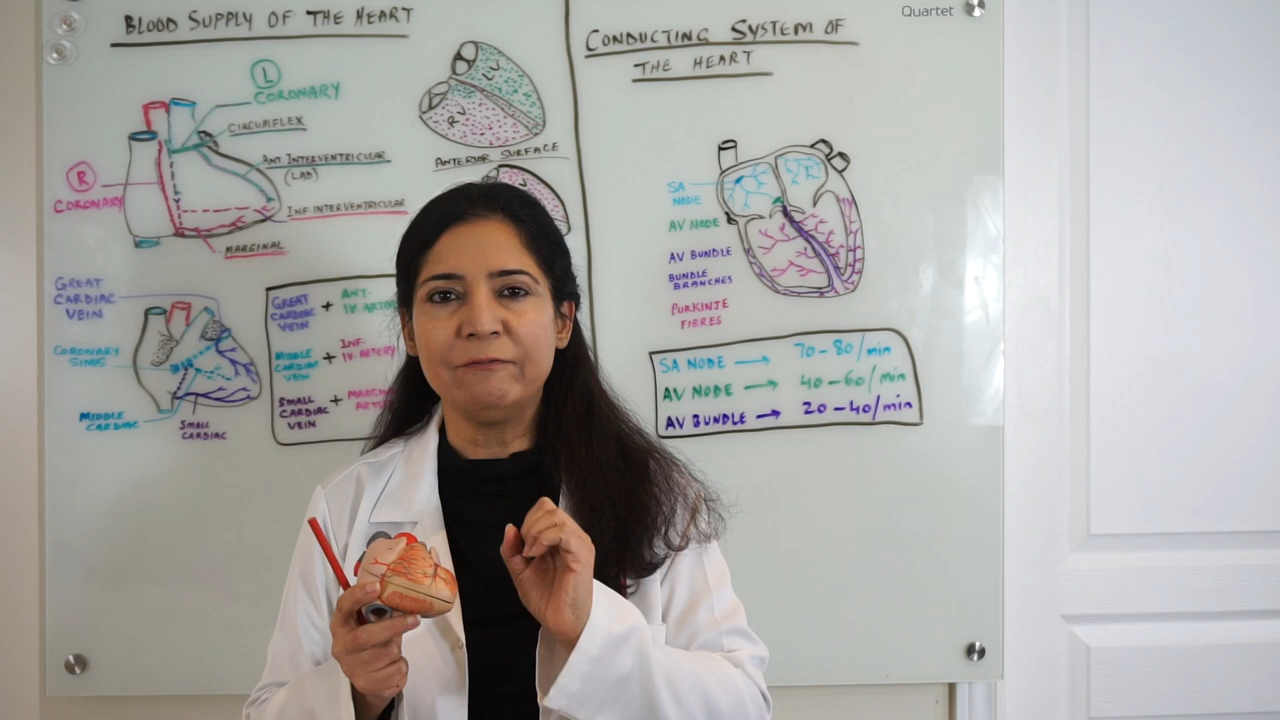 Quartet
BLOOD SUPPLY OF THE HEART
L
CORONARY
CIRCUMFLEX
ANT INTERVENTRICULAR
(LAD)
R
CORONARY
INF. INTERVENTRICULAR
MARGINAL
LV
RV
ANTERIOR SURFACE
GREAT
CARDIAC
VEIN
CORONARY
SINUS
MIDDLE
CARDIAC
SMALL
CARDIAC
GREAT
CARDIAC
VEIN
+
ANT-
IV-ARTERY
MIDDLE
CARDIAC
VEIN
+
INF-
IV-ARTERY
SMALL
CARDIAC
VEIN
+
CONDUCTING SYSTEM OF
THE HEART
SA
NODE
AV NODE
AV BUNDLE
BUNDLE
BRANCHES
PURKINJE
FIBRES
SA NODE → 70-80/min
AV NODE → 40-60/min
AV BUNDLE → 20-40/min